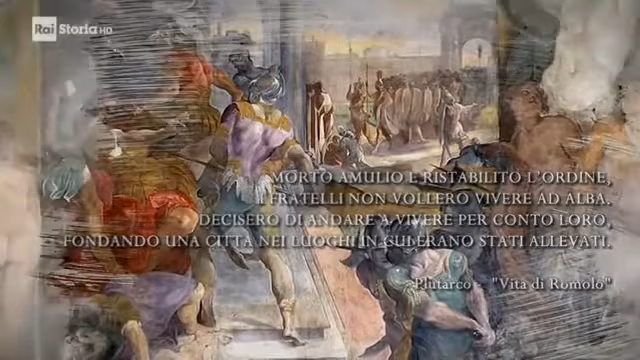 Rai Storia HD
MORTO AMULIO E RISTABILITO L'ORDINE,
I FRATELLI NON VOLLERO VIVERE AD ALBA.
DECISERO DI ANDARE A VIVERE PER CONTO LORO,
FONDANDO UNA CITTÀ NEI LUOGHI IN CUI ERANO STATI ALLEVATI.
Plutarco - "Vita di Romolo"